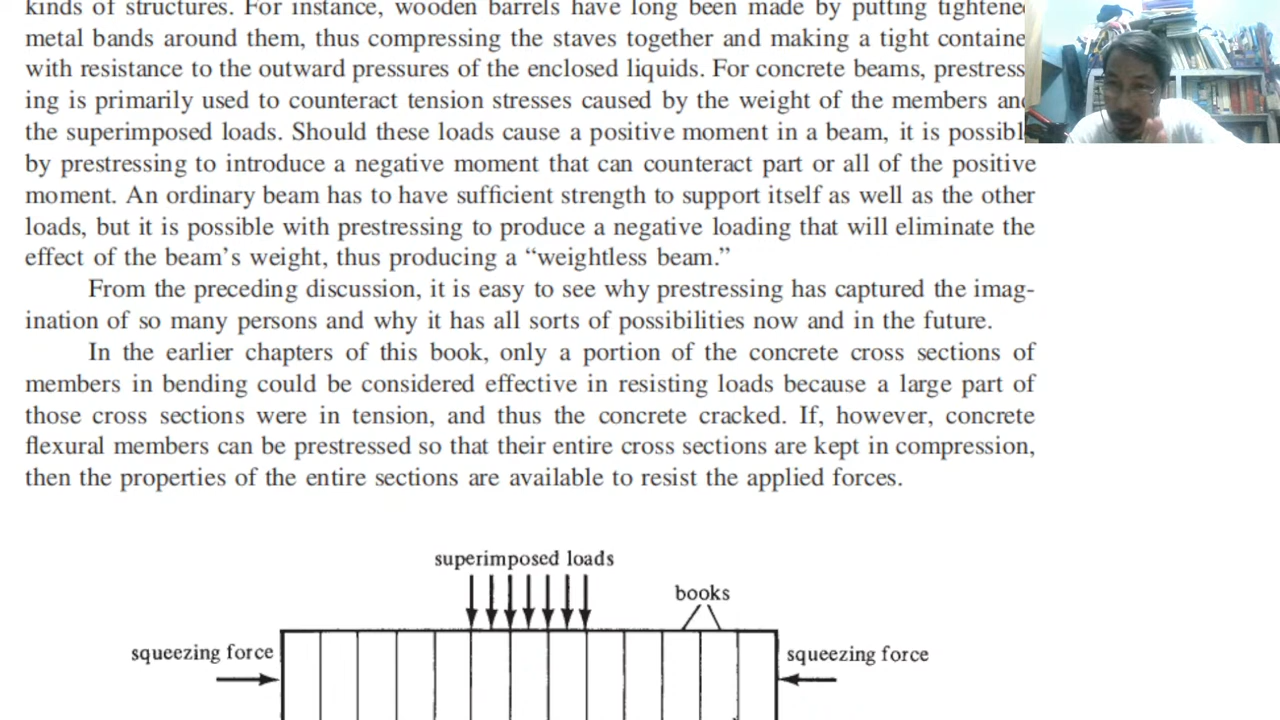 kinds of structures. For instance, wooden barrels have long been made by putting tightene
metal bands around them, thus compressing the staves together and making a tight containe
with resistance to the outward pressures of the enclosed liquids. For concrete beams, prestress
ing is primarily used to counteract tension stresses caused by the weight of the members an
the superimposed loads. Should these loads cause a positive moment in a beam, it is possibl
by prestressing to introduce a negative moment that can counteract part or all of the positive
moment. An ordinary beam has to have sufficient strength to support itself as well as the other
loads, but it is possible with prestressing to produce a negative loading that will eliminate the
effect of the beam's weight, thus producing a “weightless beam.”
From the preceding discussion, it is easy to see why prestressing has captured the imag-
ination of so many persons and why it has all sorts of possibilities now and in the future.
In the earlier chapters of this book, only a portion of the concrete cross sections of
members in bending could be considered effective in resisting loads because a large part of
those cross sections were in tension, and thus the concrete cracked. If, however, concrete
flexural members can be prestressed so that their entire cross sections are kept in compression,
then the properties of the entire sections are available to resist the applied forces.
superimposed loads
books
squeezing force
squeezing force